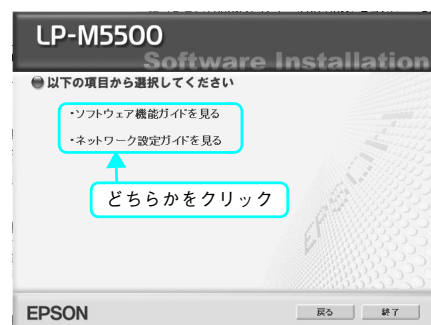 LP-M5500
Software Installation
以下の項目から選択してください
・ソフトウェア機能ガイドを見る
・ネットワーク設定ガイドを見る
どちらかをクリック
EPSON
EPSON
戻る
終了